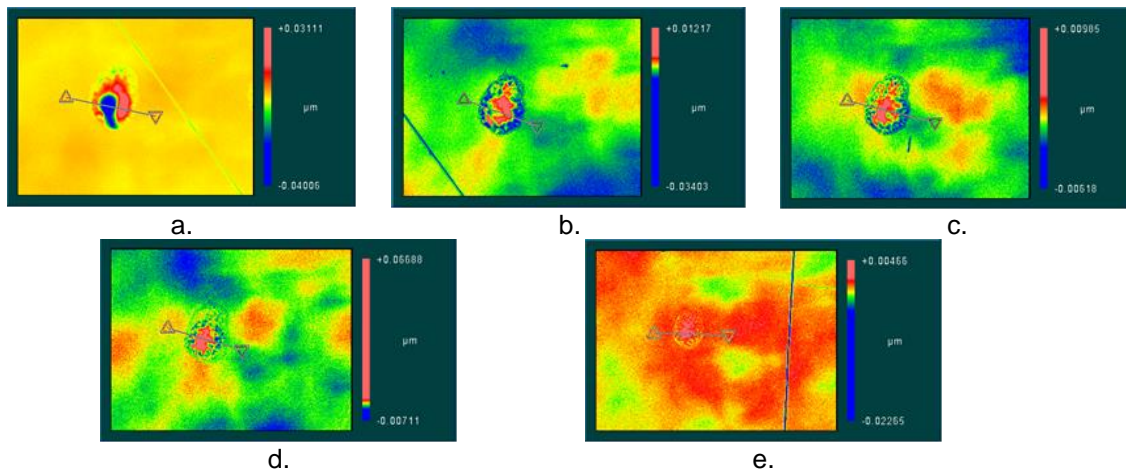 +0.03111
µm
-0.04006
a.
+0.01217
µm
-0.03403
b.
+0.00985
µm
-0.00618
c.
+0.06688
µm
-0.00711
d.
+0.00466
µm
-0.02265
e.